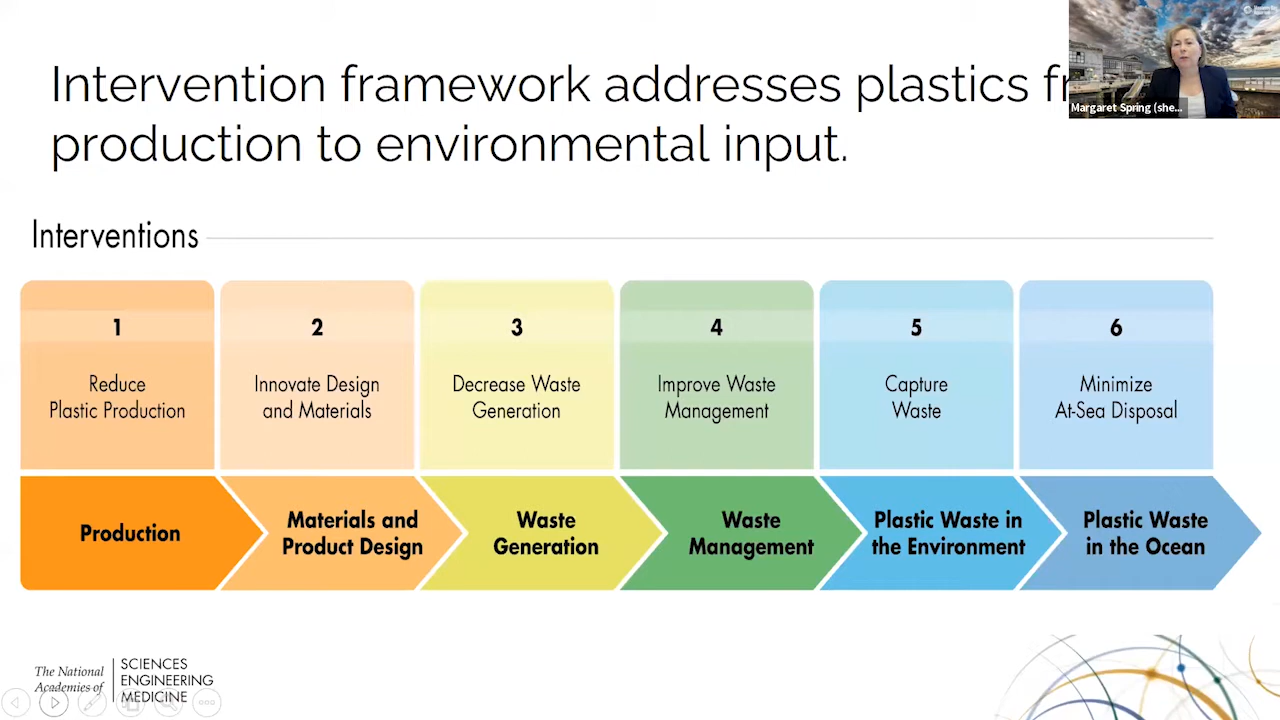 Intervention framework addresses plastics
production to environmental input.
Margaret Spring (she...
Interventions
1
Reduce
Plastic Production
2
Innovate Design
and Materials
3
Decrease Waste
Generation
4
Improve Waste
Management
5
Capture
Waste
6
Minimize
At-Sea Disposal
Production
Materials and
Product Design
Waste
Generation
Waste
Management
Plastic Waste in
the Environment
Plastic Waste
in the Ocean
The National
Academies of
SCIENCES
ENGINEERING
MEDICINE